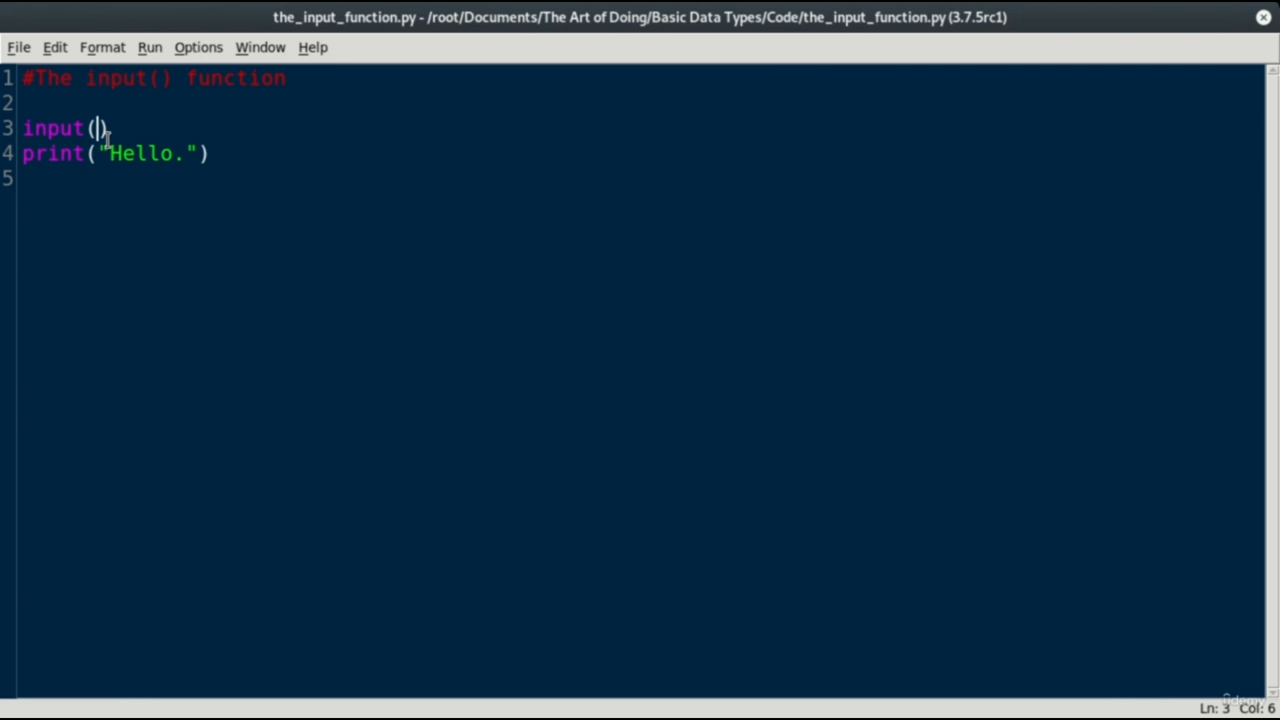 the_input_function.py - /root/Documents/The Art of Doing/Basic Data Types/Code/the_input_function.py (3.7.5rc1)
File Edit Format Run Options Window Help
1 #The input() function
2
3 input()
4 print("Hello.")
5
ûdemy
Ln: 3 Col: 6